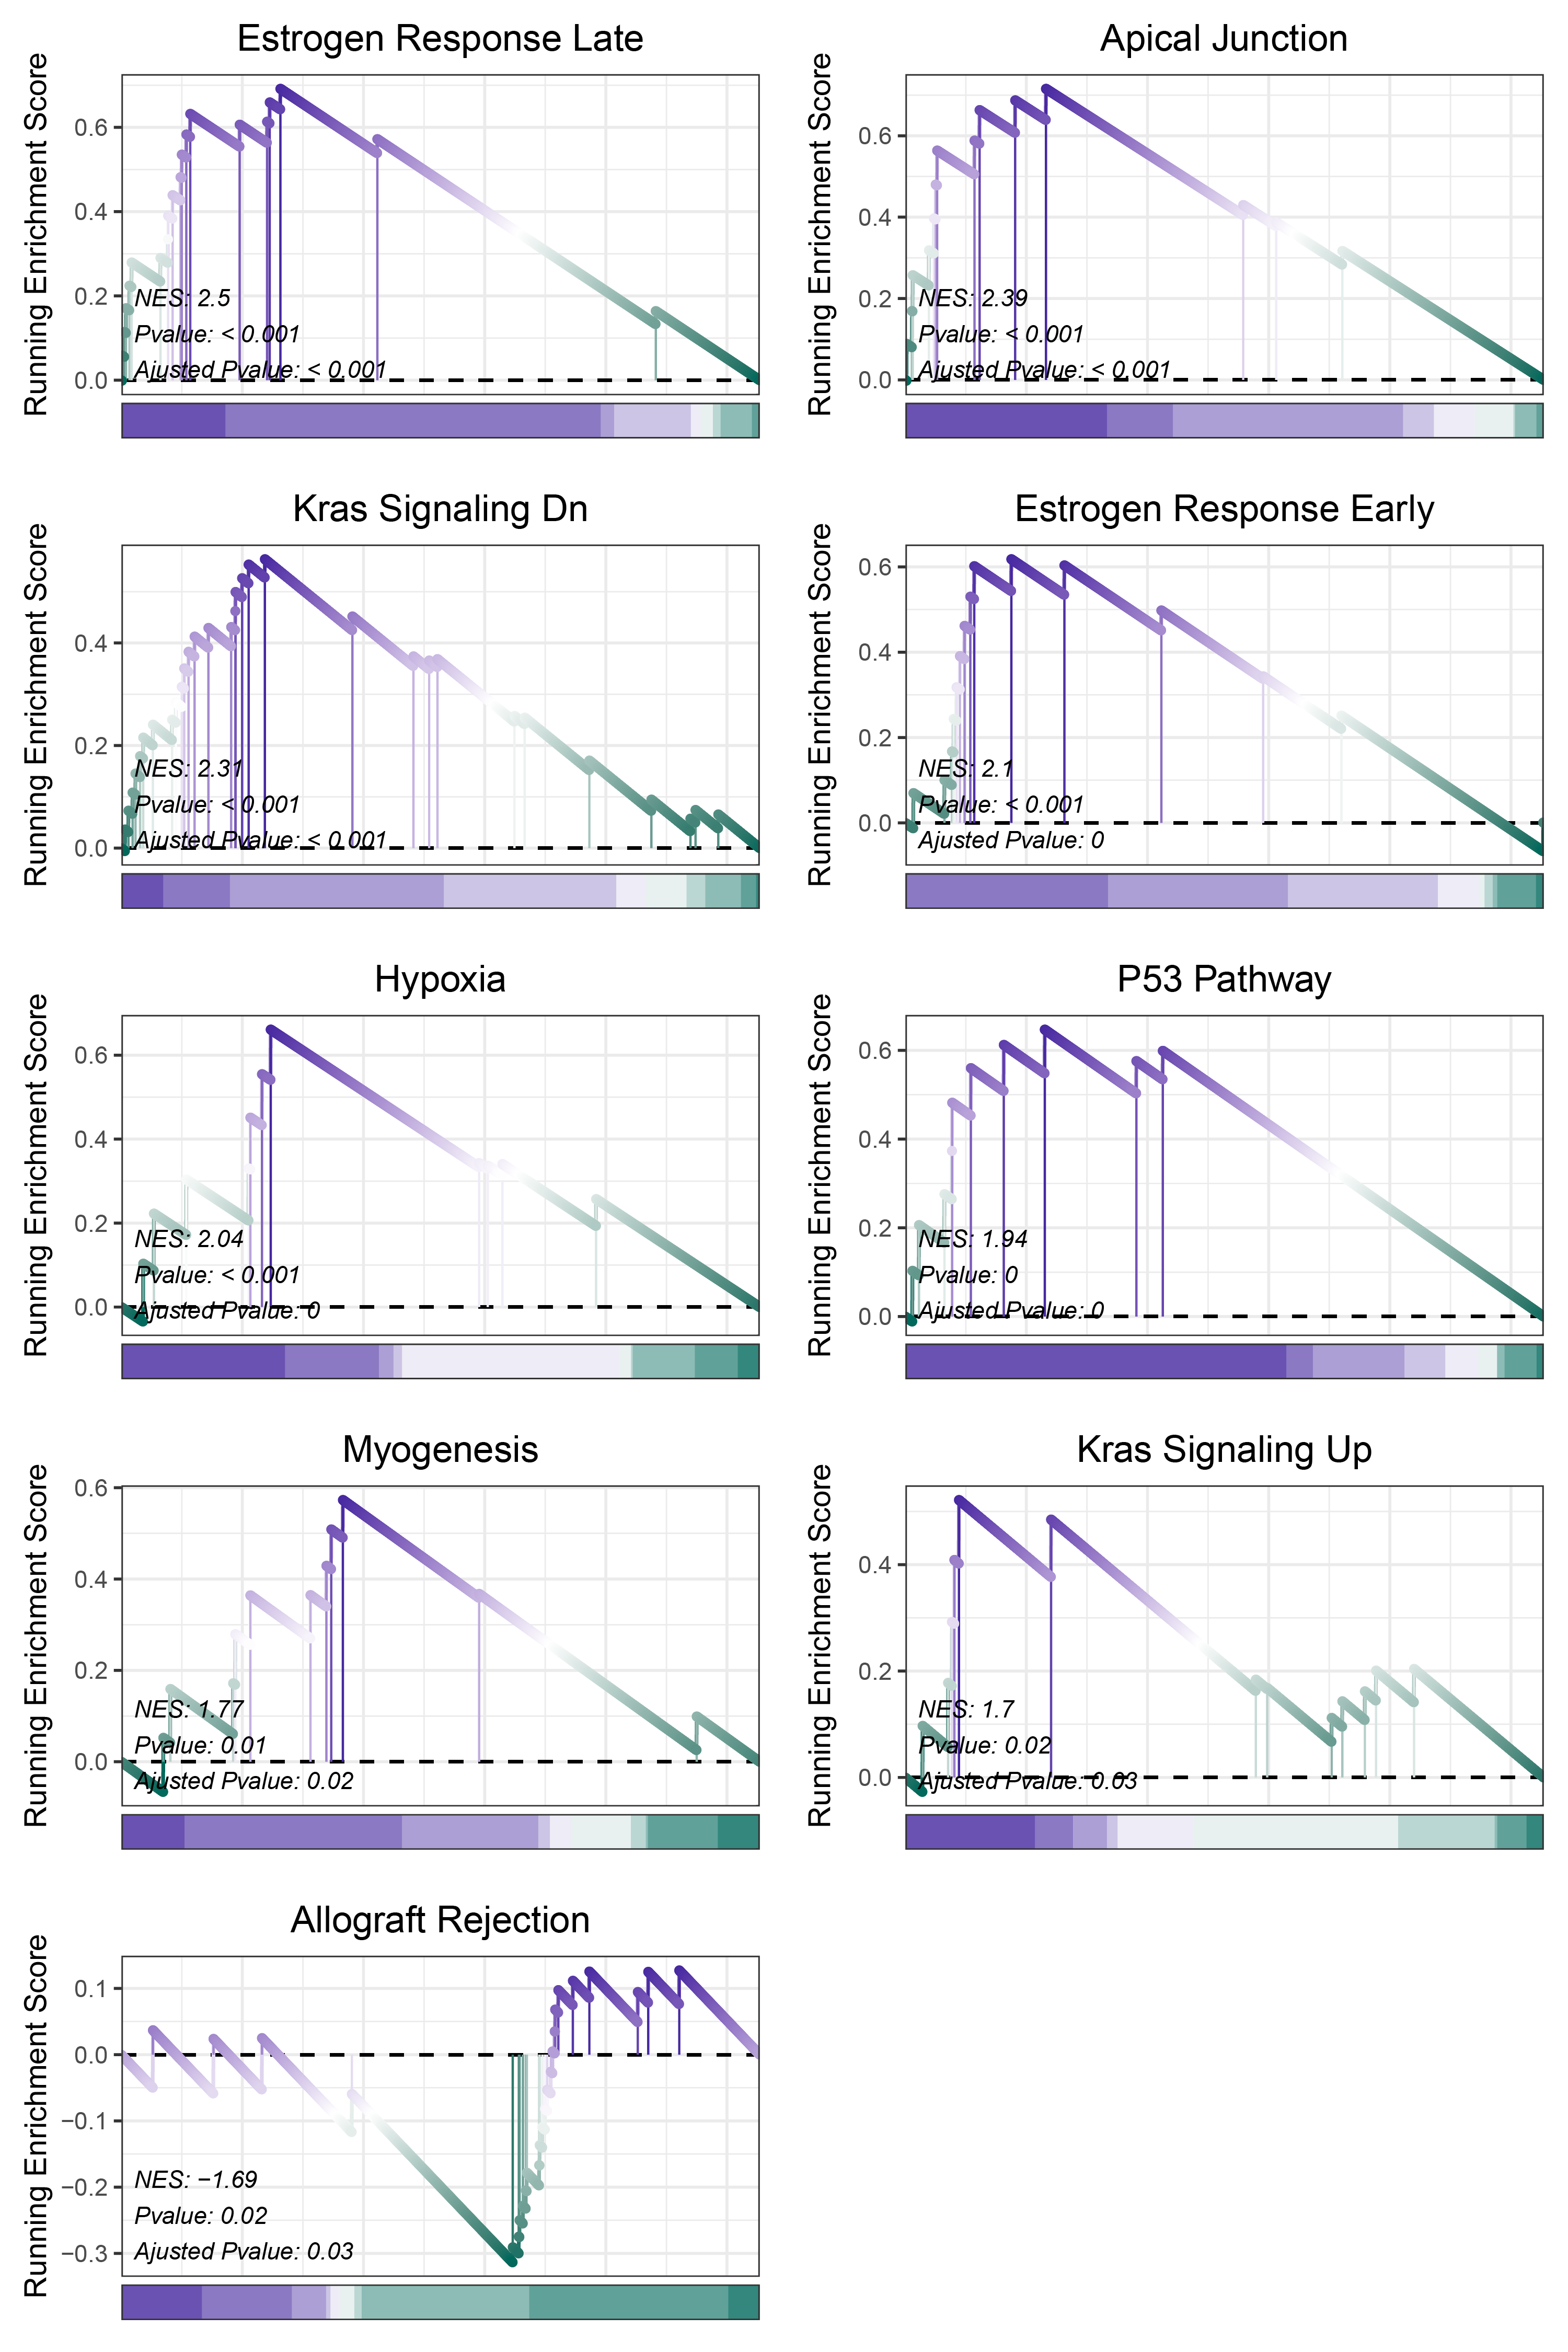 Estrogen Response Late
Running Enrichment Score
0.6
0.4
0.2
0.0
NES: 2.5
Pvalue: < 0.001
Ajusted Pvalue: < 0.001
Apical Junction
Running Enrichment Score
0.6
0.4
0.2
0.0
NES: 2.39
Pvalue: < 0.001
Ajusted Pvalue: < 0.001
Kras Signaling Dn
Running Enrichment Score
0.4
0.2
0.0
NES: 2.31
Pvalue: < 0.001
Ajusted Pvalue: < 0.001
Estrogen Response Early
Running Enrichment Score
0.6
0.4
0.2
0.0
NES: 2.1
Pvalue: < 0.001
Ajusted Pvalue: 0
Hypoxia
Running Enrichment Score
0.6
0.4
0.2
0.0
NES: 2.04
Pvalue: < 0.001
Ajusted Pvalue: 0
P53 Pathway
Running Enrichment Score
0.6
0.4
0.2
0.0
NES: 1.94
Pvalue: 0
Ajusted Pvalue: 0
Myogenesis
Running Enrichment Score
0.6
0.4
0.2
0.0
NES: 1.77
Pvalue: 0.01
Ajusted Pvalue: 0.02
Kras Signaling Up
Running Enrichment Score
0.4
0.2
0.0
NES: 1.7
Pvalue: 0.02
Ajusted Pvalue: 0.03
Allograft Rejection
Running Enrichment Score
0.1
0.0
−0.1
−0.2
−0.3
NES: −1.69
Pvalue: 0.02
Ajusted Pvalue: 0.03